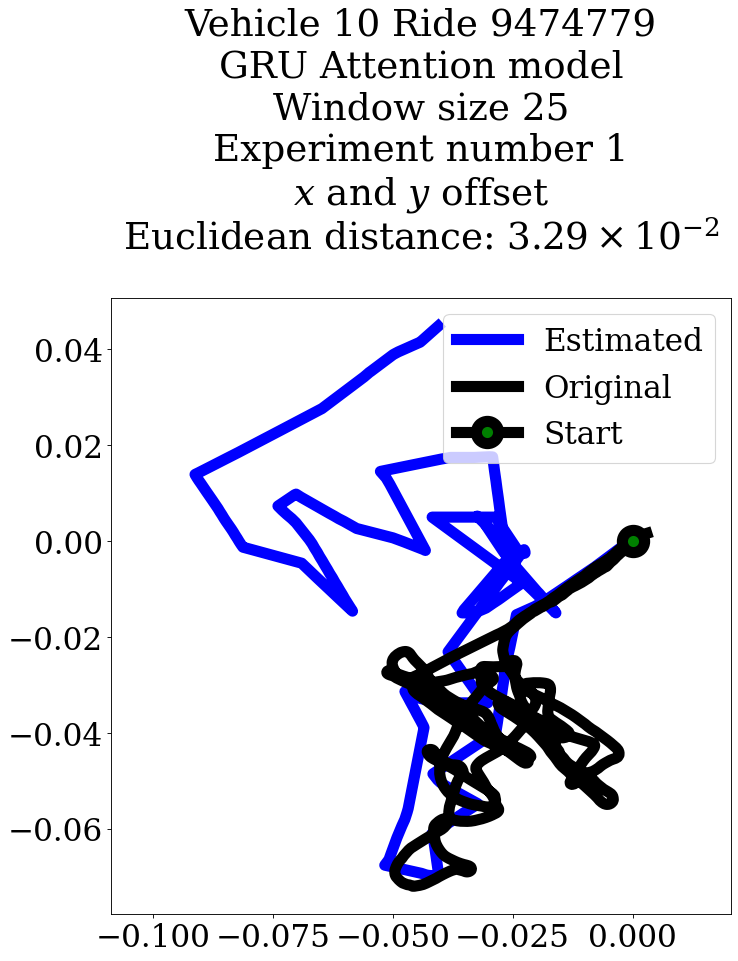 Vehicle 10 Ride 9474779
GRU Attention model
Window size 25
Experiment number 1
x and y offset
Euclidean distance: 3.29 × 10⁻²
Estimated
Original
Start
0.04
0.02
0.00
−0.02
−0.04
−0.06
−0.100 −0.075 −0.050 −0.025 0.000